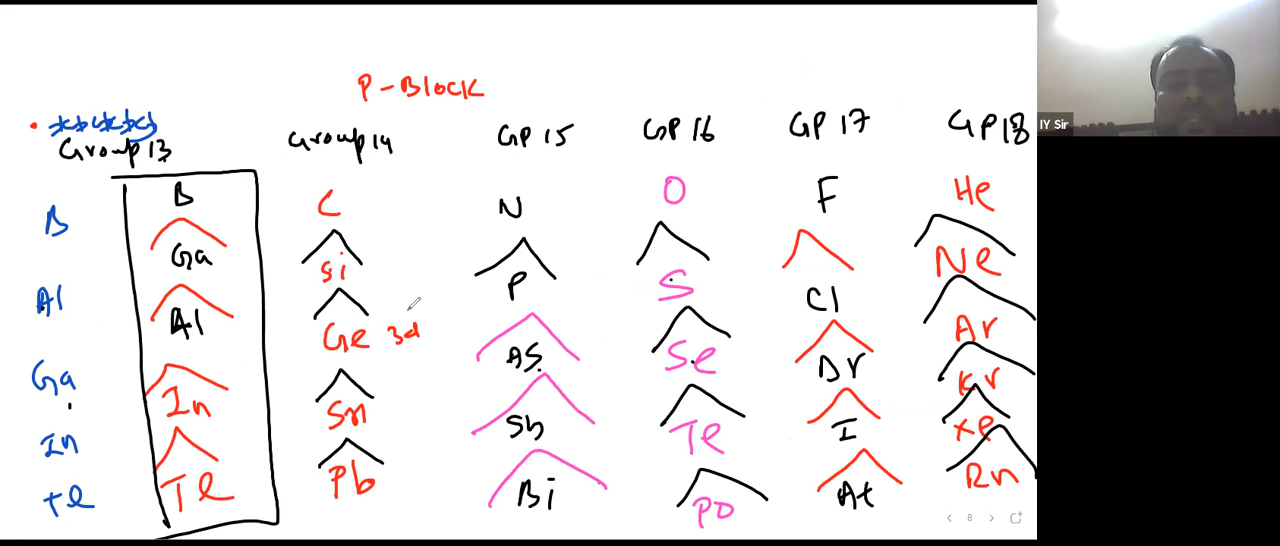 P-BLOCK
Group 13 Group 14 GP 15 GP 16 GP 17 GP 18
B B C N O F He
Ga Si P S Cl Ne
Al Al Ge 3d As Se Br Ar
Ga In Sn Sb Te I Kr
In Xe
Te Tl Pb Bi Po At Rn
IY Sir
8